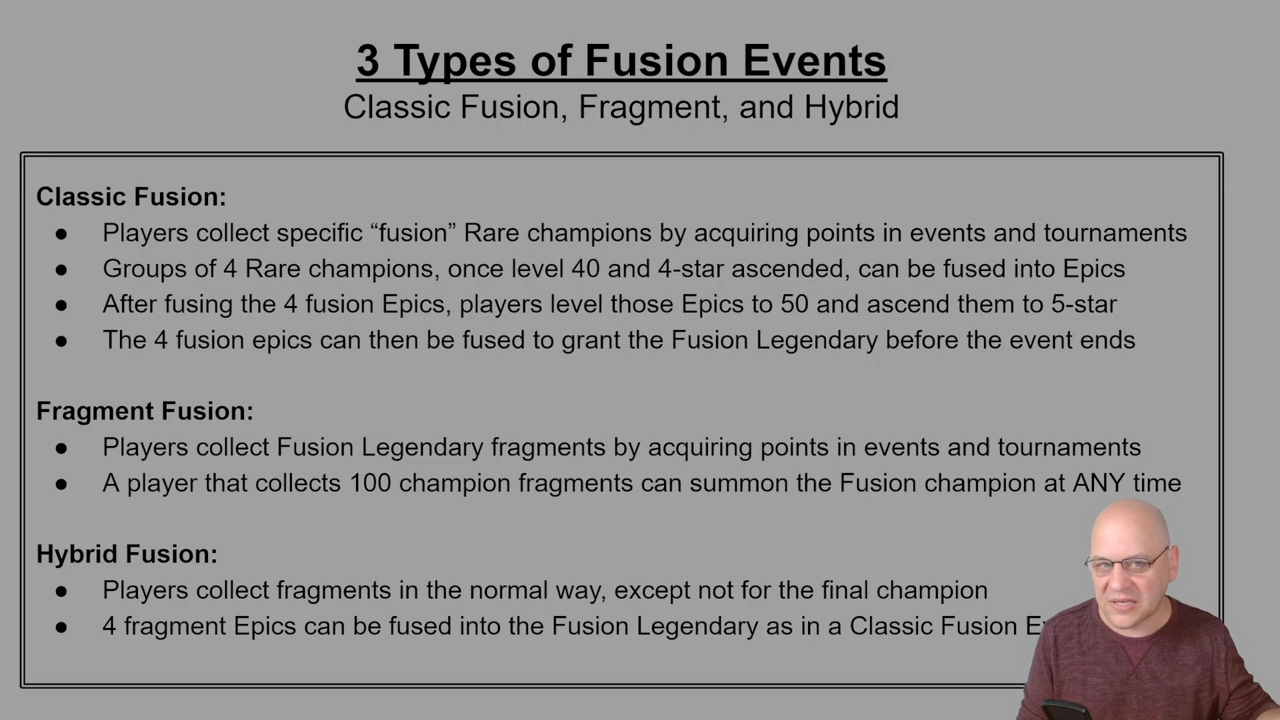 3 Types of Fusion Events
Classic Fusion, Fragment, and Hybrid
Classic Fusion:
● Players collect specific “fusion” Rare champions by acquiring points in events and tournaments
● Groups of 4 Rare champions, once level 40 and 4-star ascended, can be fused into Epics
● After fusing the 4 fusion Epics, players level those Epics to 50 and ascend them to 5-star
● The 4 fusion epics can then be fused to grant the Fusion Legendary before the event ends
Fragment Fusion:
● Players collect Fusion Legendary fragments by acquiring points in events and tournaments
● A player that collects 100 champion fragments can summon the Fusion champion at ANY time
Hybrid Fusion:
● Players collect fragments in the normal way, except not for the final champion
● 4 fragment Epics can be fused into the Fusion Legendary as in a Classic Fusion